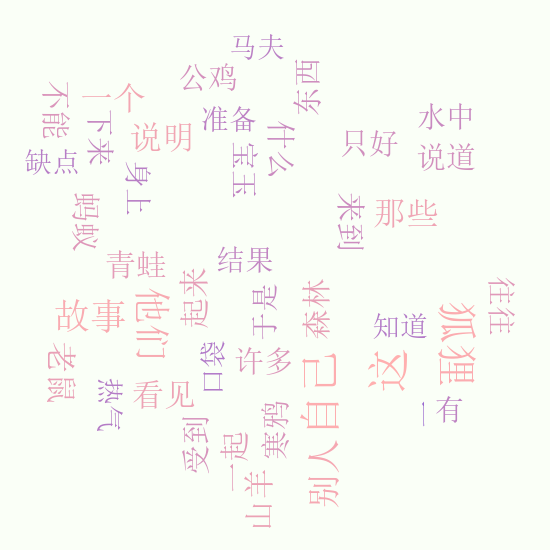 马夫
公鸡
东西
不能
一个
下来
说明
准备
什么
王宫
只好
水中
说道
缺点
身上
蚂蚁
来到
那些
青蛙
结果
起来
故事
他们
于是
森林
知道
狐狸
往往
老鼠
热气
看见
口袋
许多
自己
这
一有
受到
一起
寒鸦
山羊
别人